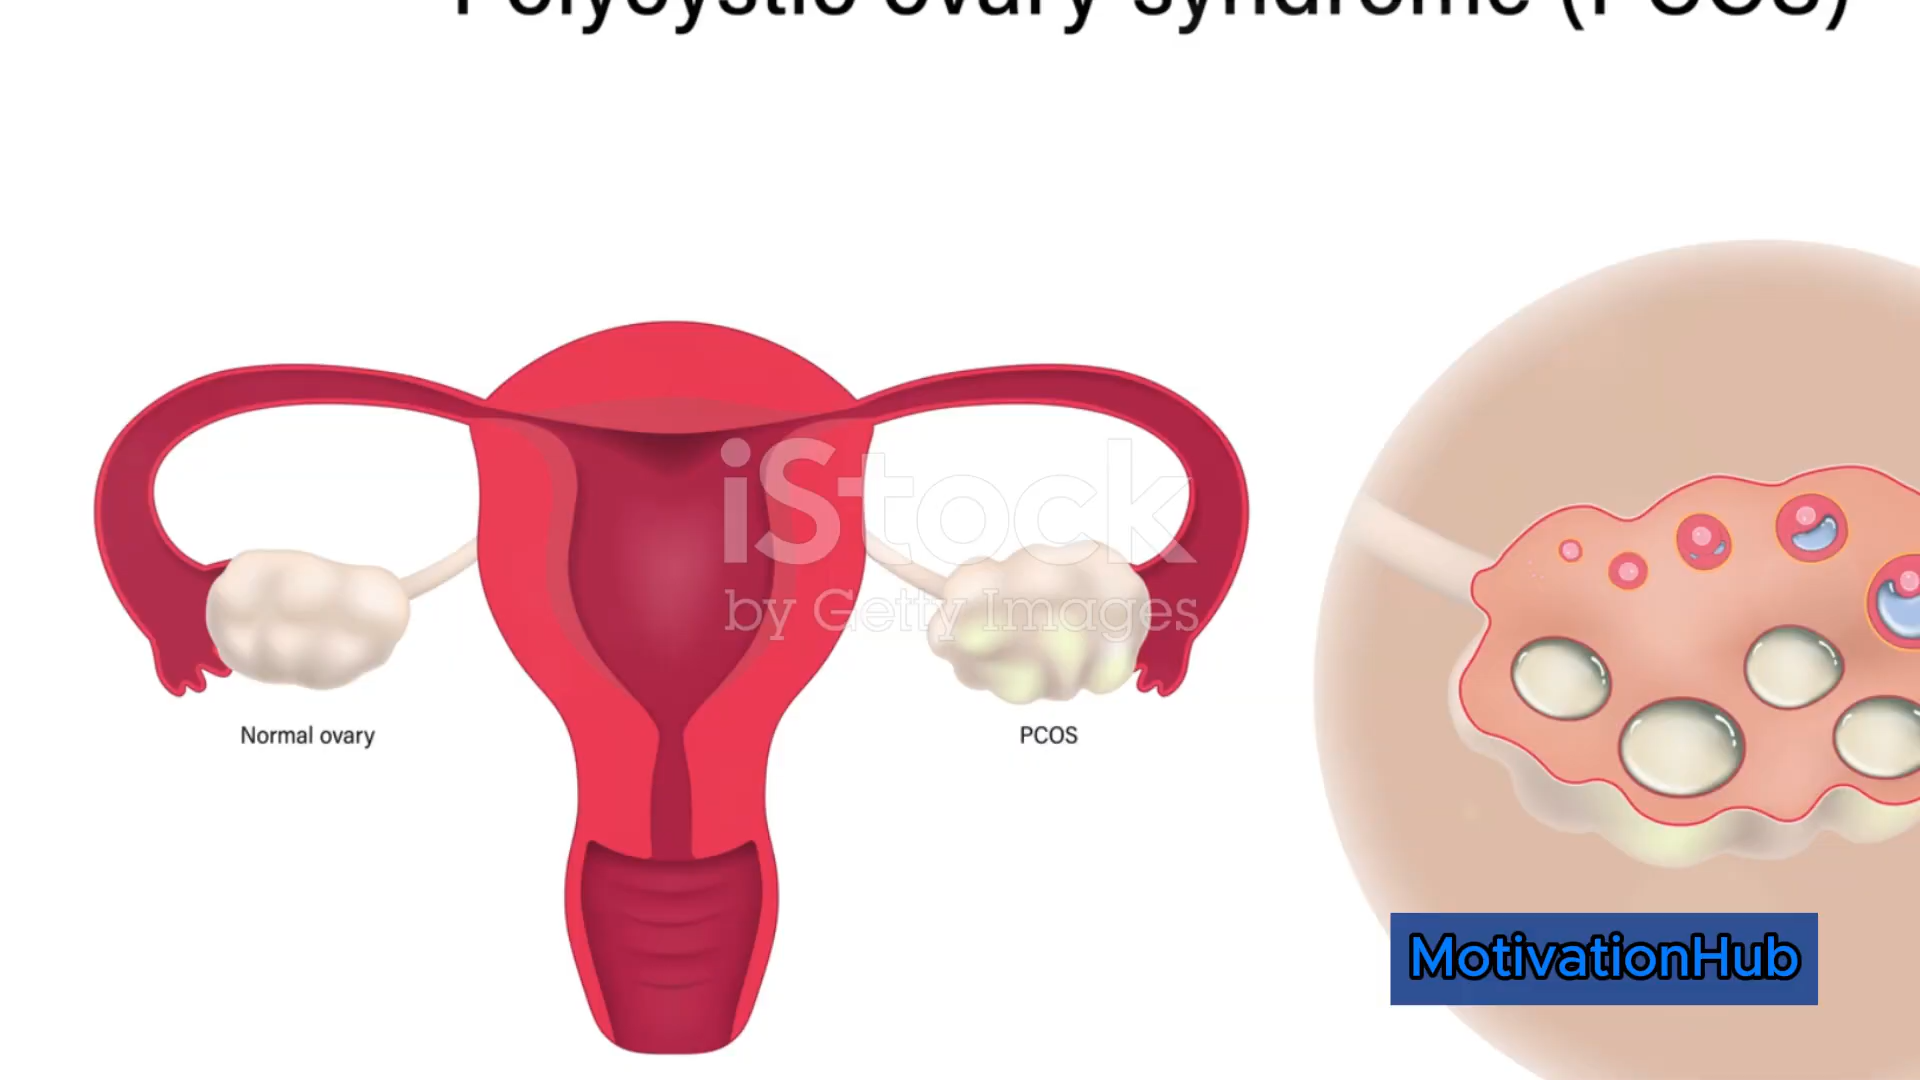 Polycystic ovary syndrome (PCOS)
iStock
by Getty Images
Normal ovary
PCOS
MotivationHub